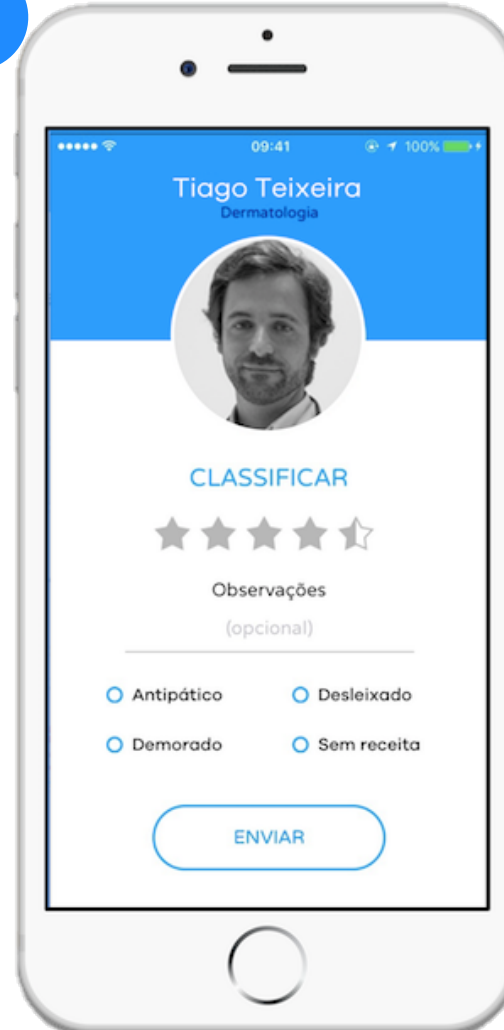 09:41
100%
Tiago Teixeira
Dermatologia
CLASSIFICAR
Observações
(opcional)
Antipático
Desleixado
Demorado
Sem receita
ENVIAR